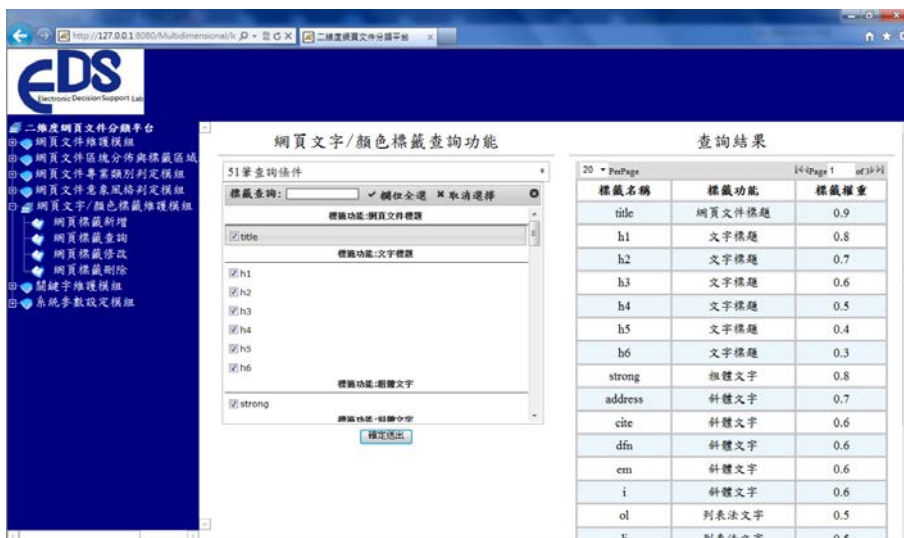 http://127.0.0.1:8080/Multidimensional/lc
二維度網頁文件分類平台
EDS
Electronic Decision Support Lab
二維度網頁文件分類平台
網頁文件維護模組
網頁文件區塊分佈與標籤區域
網頁文件專業類別判定模組
網頁文件意象風格判定模組
網頁文字/顏色標籤維護模組
網頁標籤新增
網頁標籤查詢
網頁標籤修改
網頁標籤刪除
關鍵字維護模組
系統參數設定模組
網頁文字/顏色標籤查詢功能
51筆查詢條件
標籤查詢: 欄位全選 取消選擇
標籤功能:網頁文件標題
title
標籤功能:文字標題
h1
h2
h3
h4
h5
h6
標籤功能:粗體文字
strong
標籤功能:斜體文字
確定送出
查詢結果
20 PerPage Page 1 of 3
標籤名稱 標籤功能 標籤權重
title 網頁文件標題 0.9
h1 文字標題 0.8
h2 文字標題 0.7
h3 文字標題 0.6
h4 文字標題 0.5
h5 文字標題 0.4
h6 文字標題 0.3
strong 粗體文字 0.8
address 斜體文字 0.7
cite 斜體文字 0.6
dfn 斜體文字 0.6
em 斜體文字 0.6
i 斜體文字 0.6
ol 列表法文字 0.5